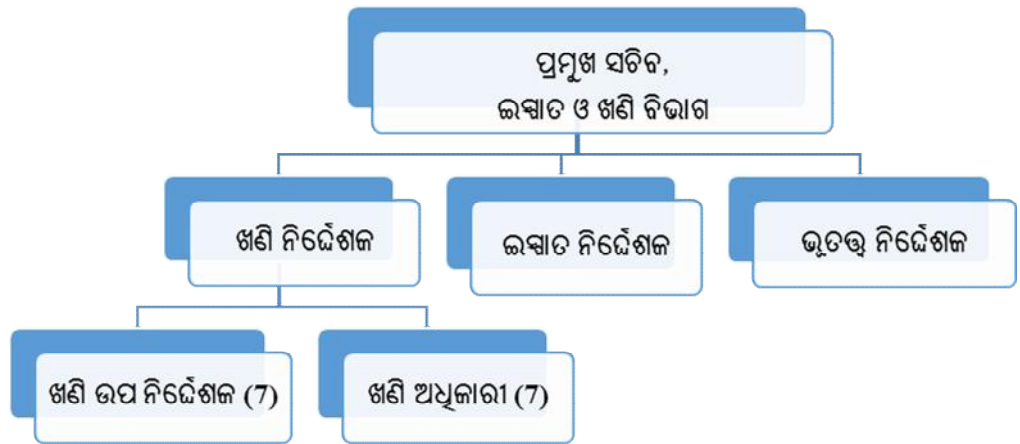 ପ୍ରମୁଖ ସଚିବ,
ଇସ୍ପାତ ଓ ଖଣି ବିଭାଗ
ଖଣି ନିର୍ଦ୍ଦେଶକ
ଇସ୍ପାତ ନିର୍ଦ୍ଦେଶକ
ଭୂତତ୍ତ୍ୱ ନିର୍ଦ୍ଦେଶକ
ଖଣି ଉପ ନିର୍ଦ୍ଦେଶକ (7)
ଖଣି ଅଧିକାରୀ (7)